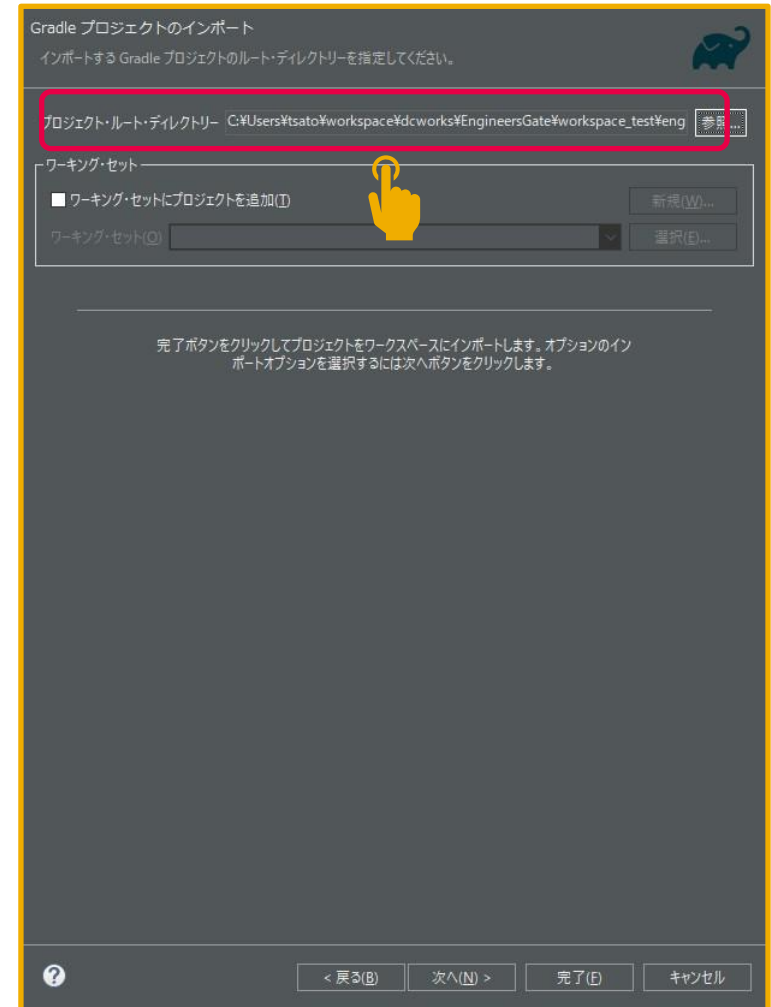 Gradle プロジェクトのインポート
インポートする Gradle プロジェクトのルート・ディレクトリーを指定してください。
プロジェクト・ルート・ディレクトリー C:¥Users¥tsato¥workspace¥dcworks¥EngineersGate¥workspace_test¥eng 参照...
ワーキング・セット
ワーキング・セットにプロジェクトを追加(T)
新規(W)...
ワーキング・セット(O)
選択(E)...
完了ボタンをクリックしてプロジェクトをワークスペースにインポートします。オプションのイン
ポートオプションを選択するには次へボタンをクリックします。
? < 戻る(B) 次へ(N) > 完了(F) キャンセル